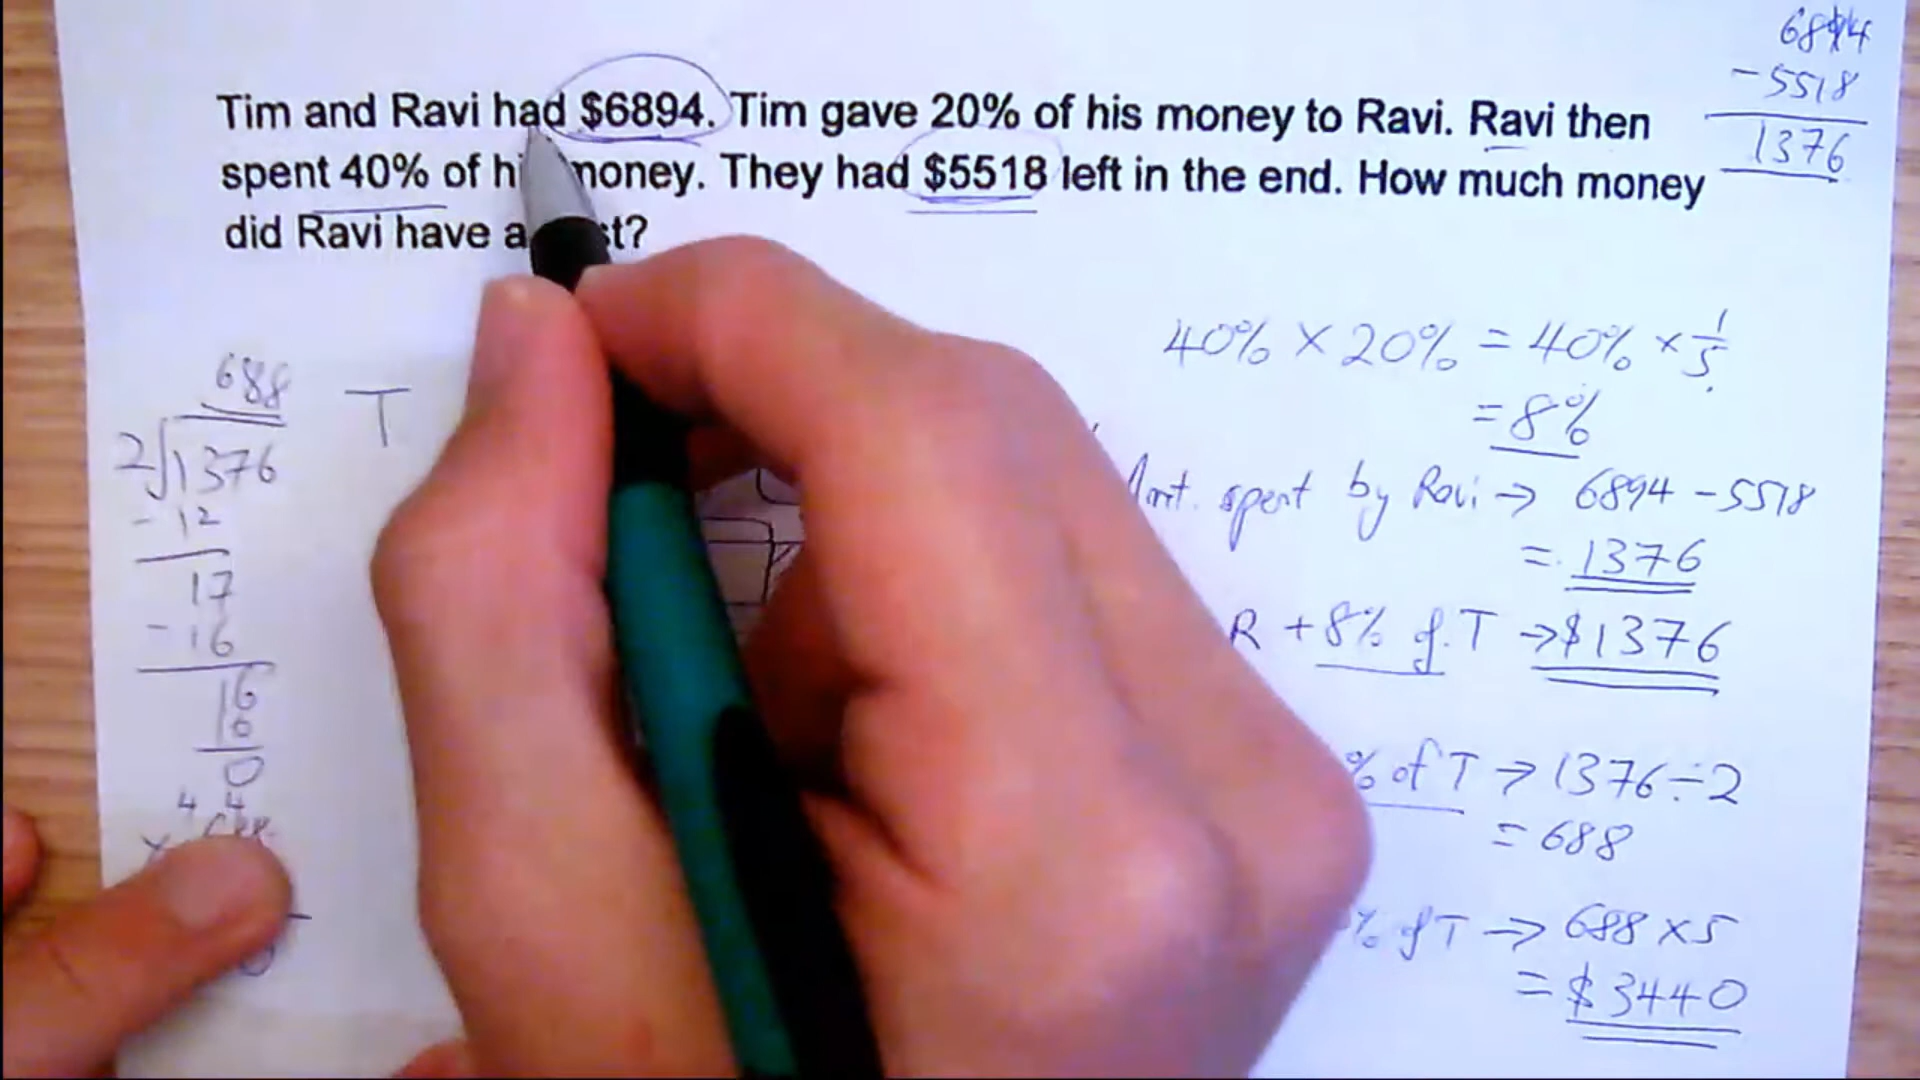 Tim and Ravi had $6894. Tim gave 20% of his money to Ravi. Ravi then
spent 40% of money. They had $5518 left in the end. How much money
did Ravi have
6894
-5518
1376
688
2 1376
-12
17
-16
16
0
4 4
T
40% × 20% = 40% × 1/5
= 8%
spent by Ravi → 6894 - 5518
= 1376
R + 8% of T → $1376
% of T → 1376 ÷ 2
= 688
% of T → 688 × 5
= $3440